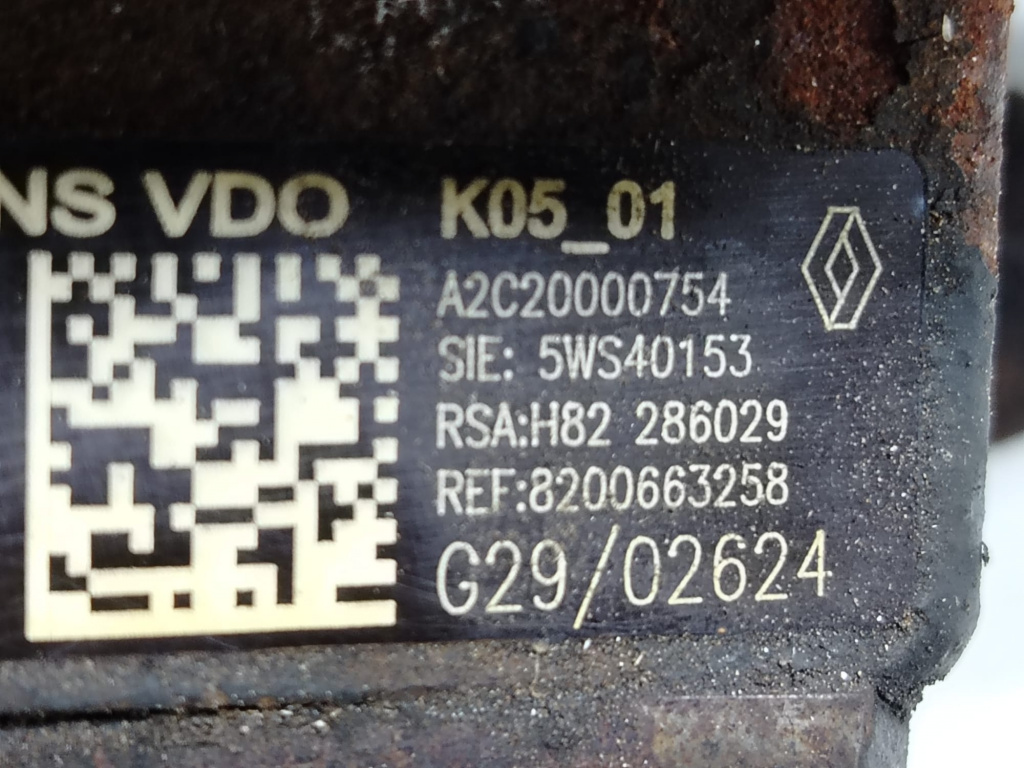 NS VDO K05_01
A2C20000754
SIE: 5WS40153
RSA:H82 286029
REF:8200663258
G29/02624